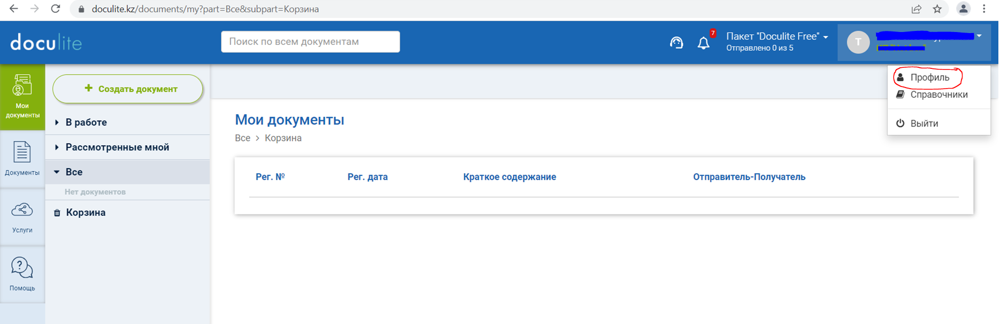 doculite.kz/documents/my?part=Все&subpart=Корзина
doculite
Поиск по всем документам
7
Пакет "Doculite Free"
Отправлено 0 из 5
T
Профиль
Справочники
Выйти
Мои
документы
Документы
Услуги
Помощь
+ Создать документ
В работе
Рассмотренные мной
Все
Нет документов
Корзина
Мои документы
Все > Корзина
Рег. № Рег. дата Краткое содержание Отправитель-Получатель